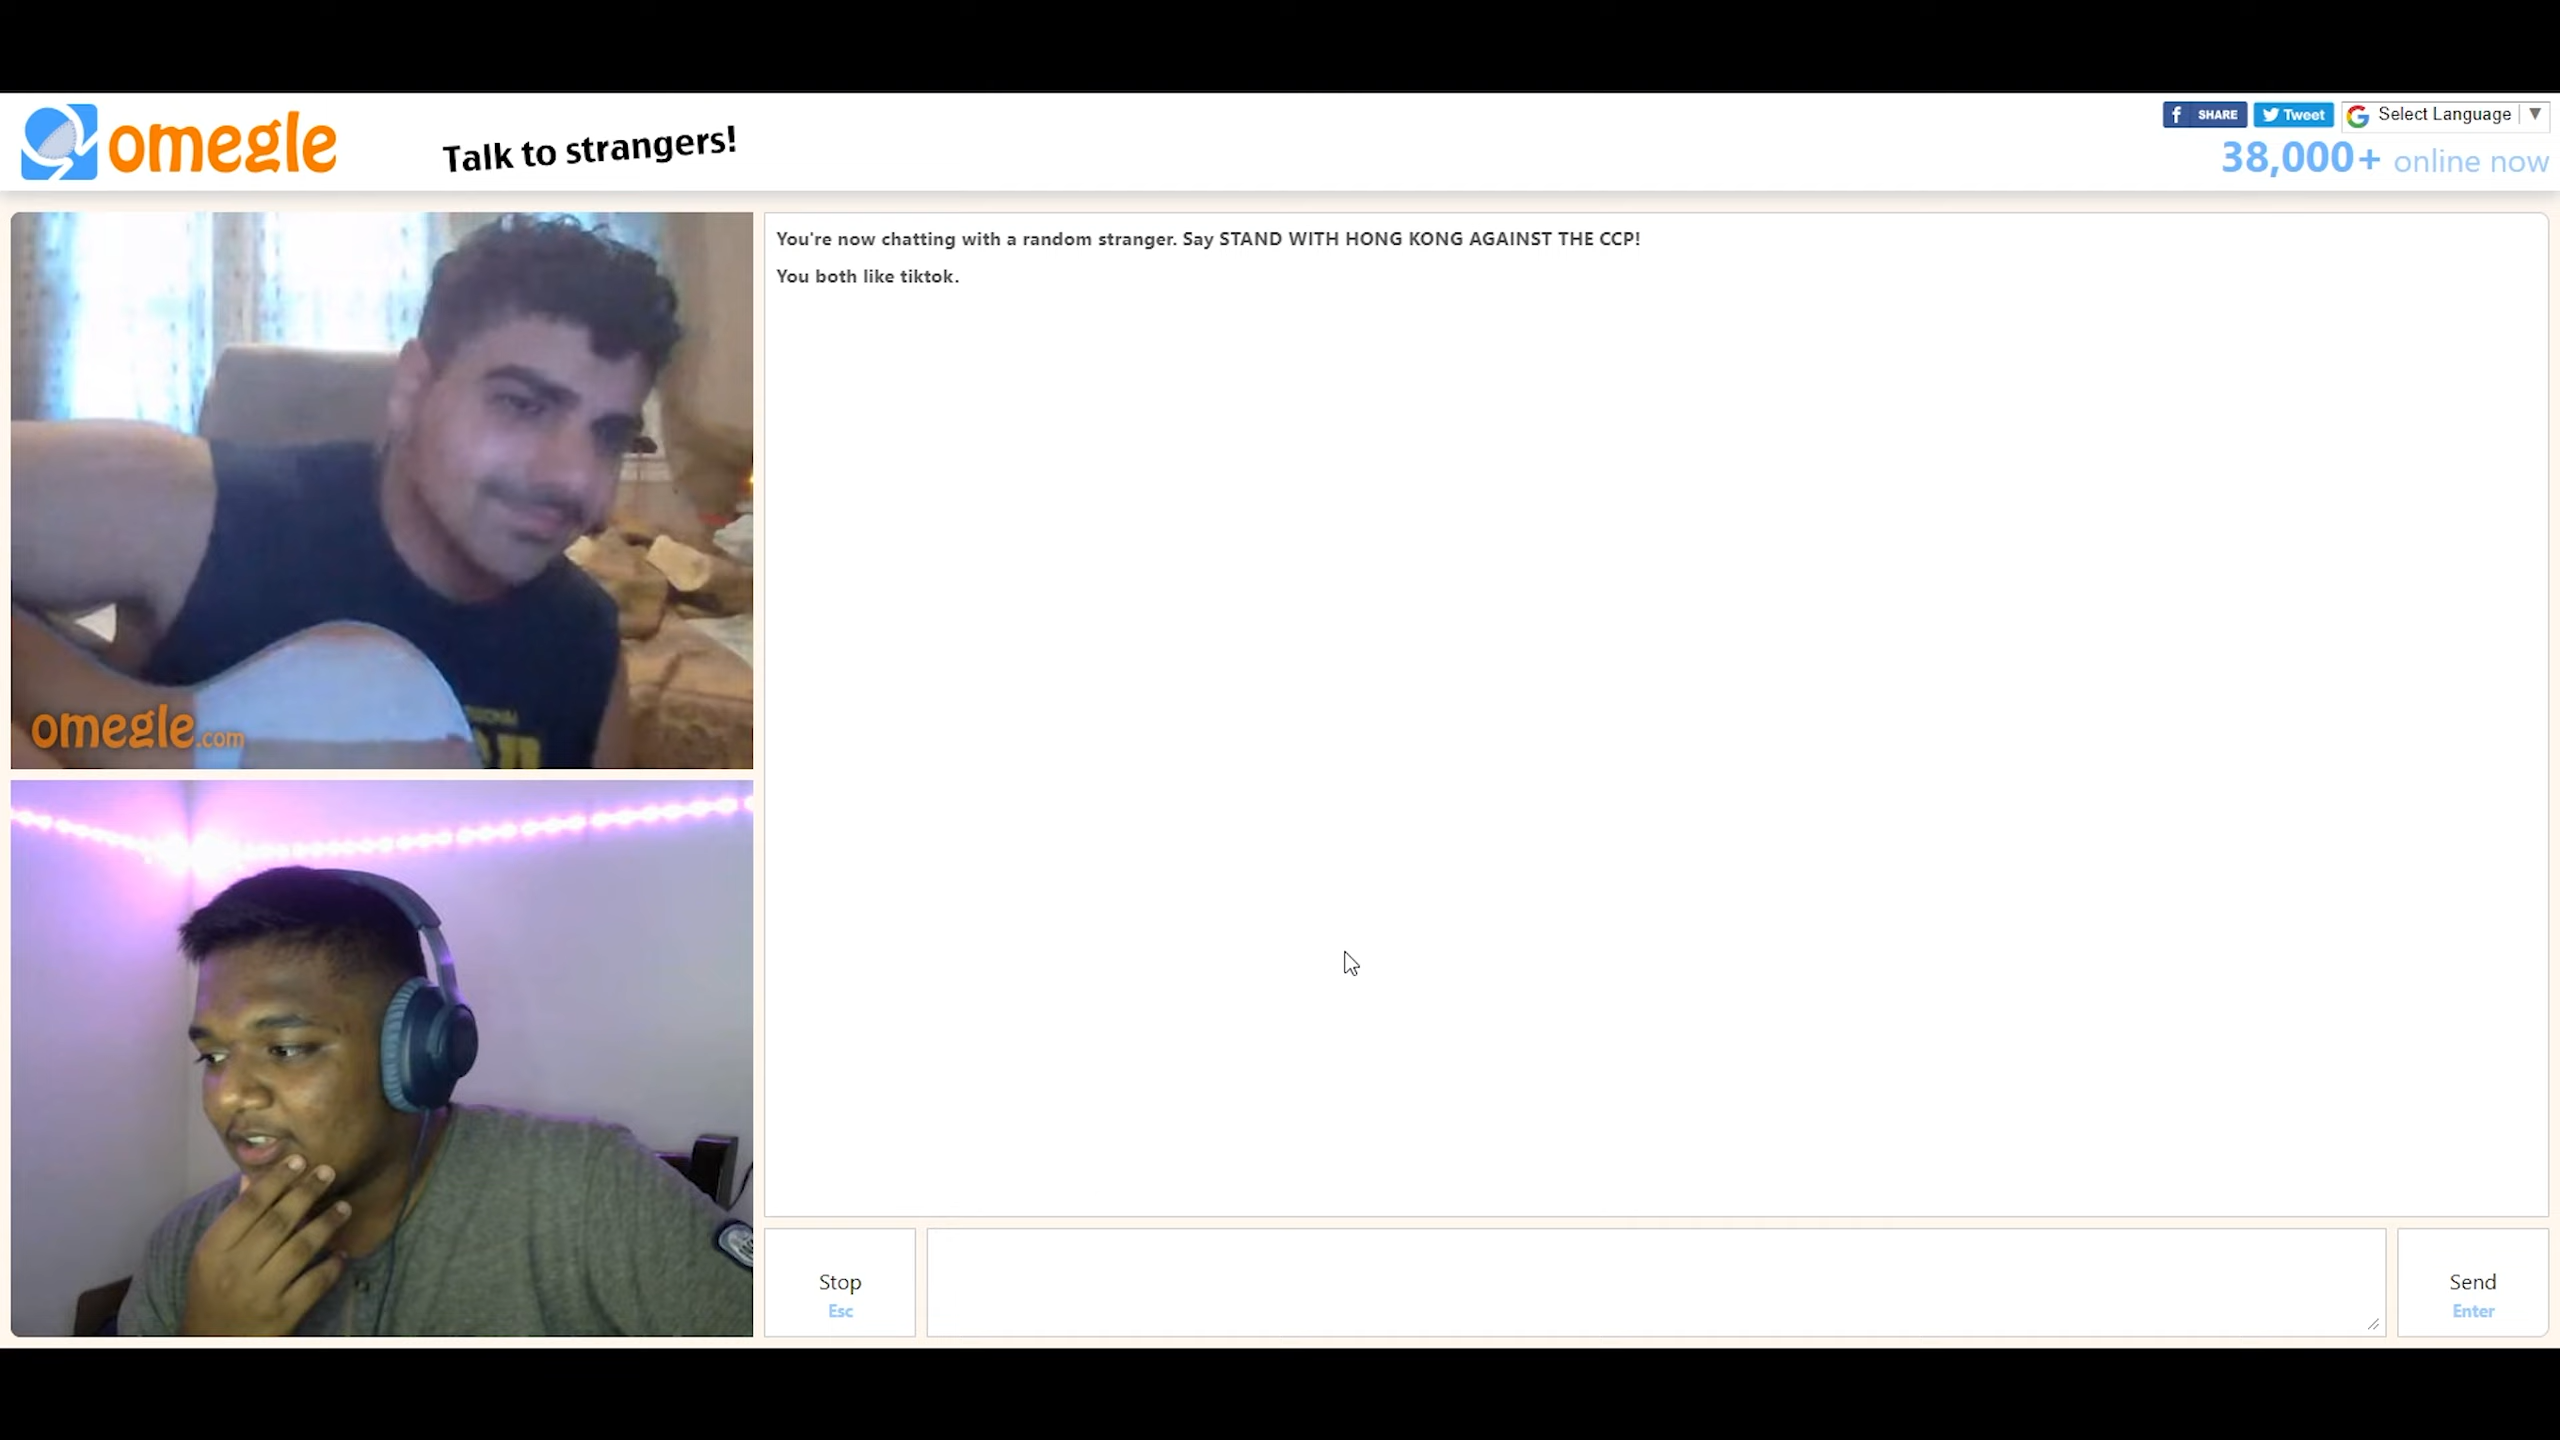 omegle
Talk to strangers!
SHARE
Tweet
Select Language
38,000+ online now
You're now chatting with a random stranger. Say STAND WITH HONG KONG AGAINST THE CCP!
You both like tiktok.
omegle.com
Stop
Esc
Send
Enter